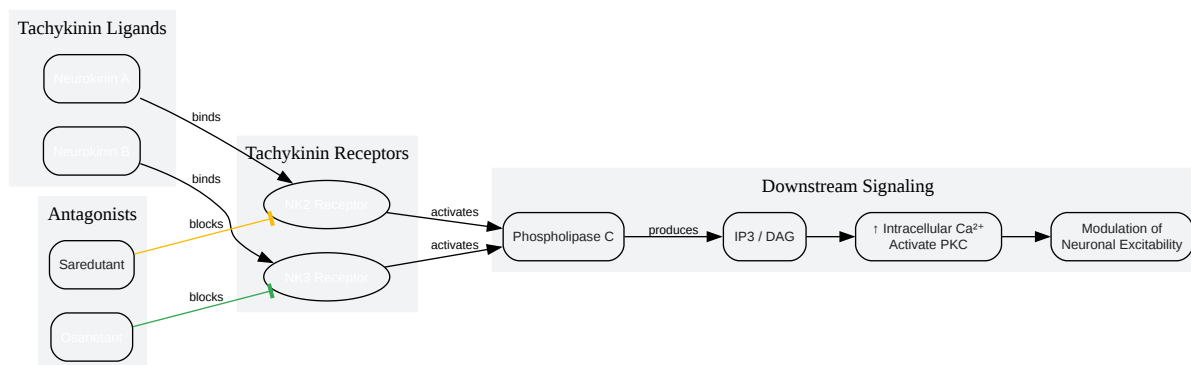 Tachykinin Ligands
Neurokinin A
Neurokinin B
binds
binds
Antagonists
Saredutant
Osanetant
blocks
blocks
Tachykinin Receptors
NK2 Receptor
NK3 Receptor
activates
activates
Downstream Signaling
Phospholipase C
produces
IP3 / DAG
↑ Intracellular Ca²⁺
Activate PKC
Modulation of
Neuronal Excitability